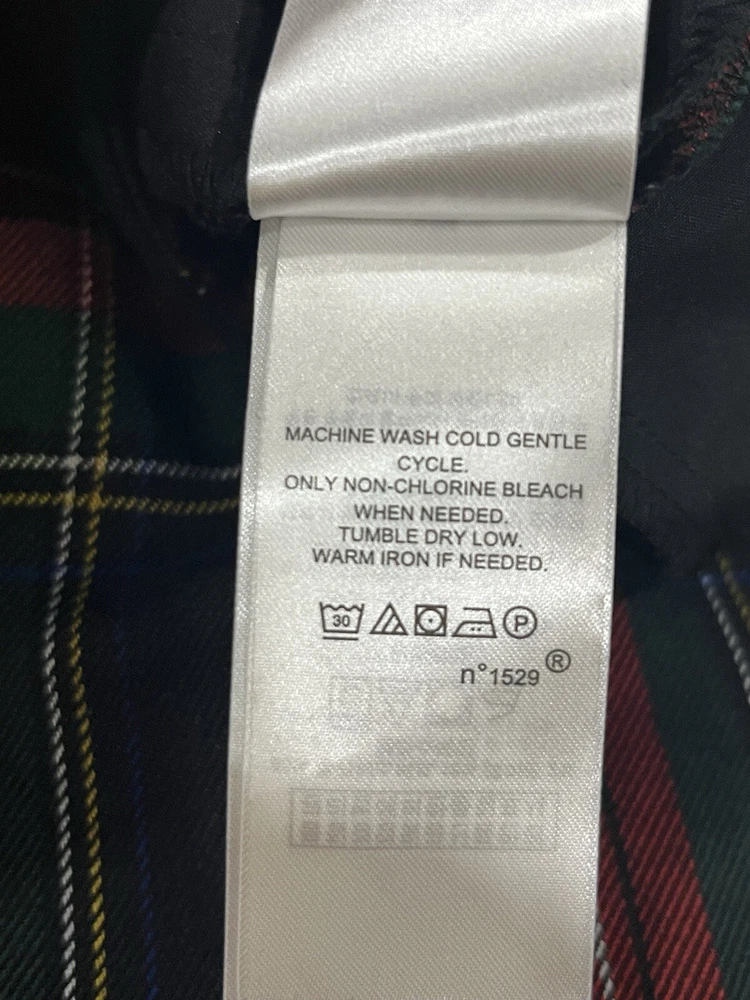 MACHINE WASH COLD GENTLE
CYCLE.
ONLY NON-CHLORINE BLEACH
WHEN NEEDED.
TUMBLE DRY LOW.
WARM IRON IF NEEDED.
30 P
n°1529®